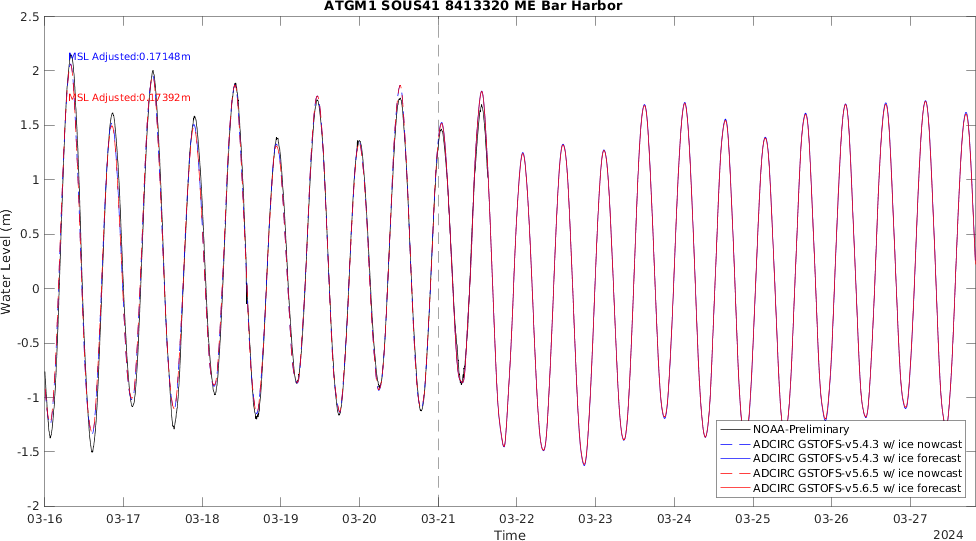 ATGM1 SOUS41 8413320 ME Bar Harbor
2.5
2
1.5
1
0.5
0
-0.5
-1
-1.5
-2
Water Level (m)
MSL Adjusted:0.17148m
MSL Adjusted:0.17392m
NOAA-Preliminary
ADCIRC GSTOFS-v5.4.3 w/ ice nowcast
ADCIRC GSTOFS-v5.4.3 w/ ice forecast
ADCIRC GSTOFS-v5.6.5 w/ ice nowcast
ADCIRC GSTOFS-v5.6.5 w/ ice forecast
03-16 03-17 03-18 03-19 03-20 03-21 03-22 03-23 03-24 03-25 03-26 03-27
Time
2024